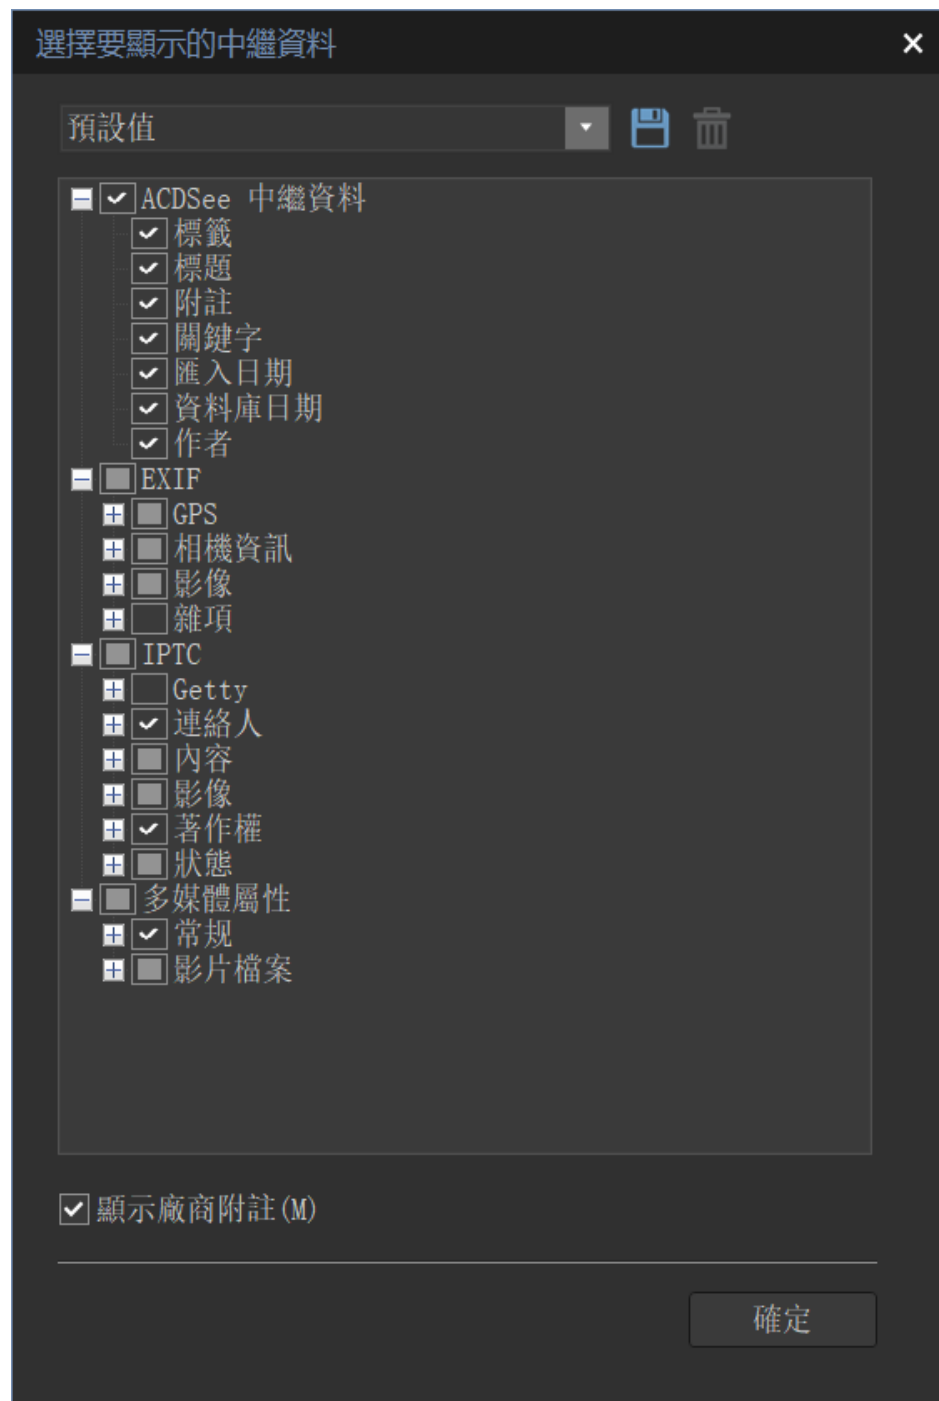 選擇要顯示的中繼資料
預設值
ACDSee 中繼資料
標籤
標題
附註
關鍵字
匯入日期
資料庫日期
作者
EXIF
GPS
相機資訊
影像
雜項
IPTC
Getty
連絡人
內容
影像
著作權
狀態
多媒體屬性
常规
影片檔案
顯示廠商附註(M)
確定